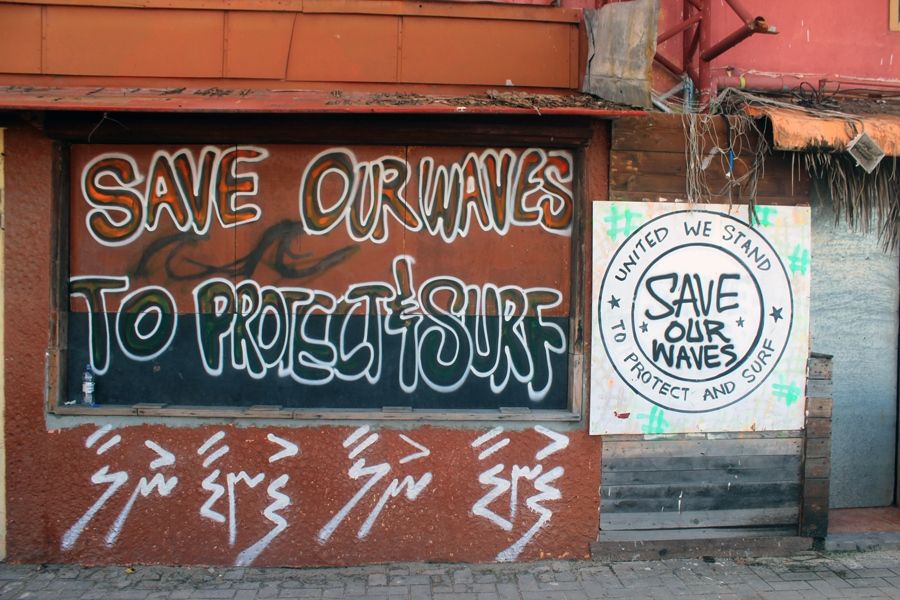 SAVE OUR WAVES
TO PROTECT & SURF
UNITED WE STAND
SAVE
OUR
WAVES
TO PROTECT AND SURF